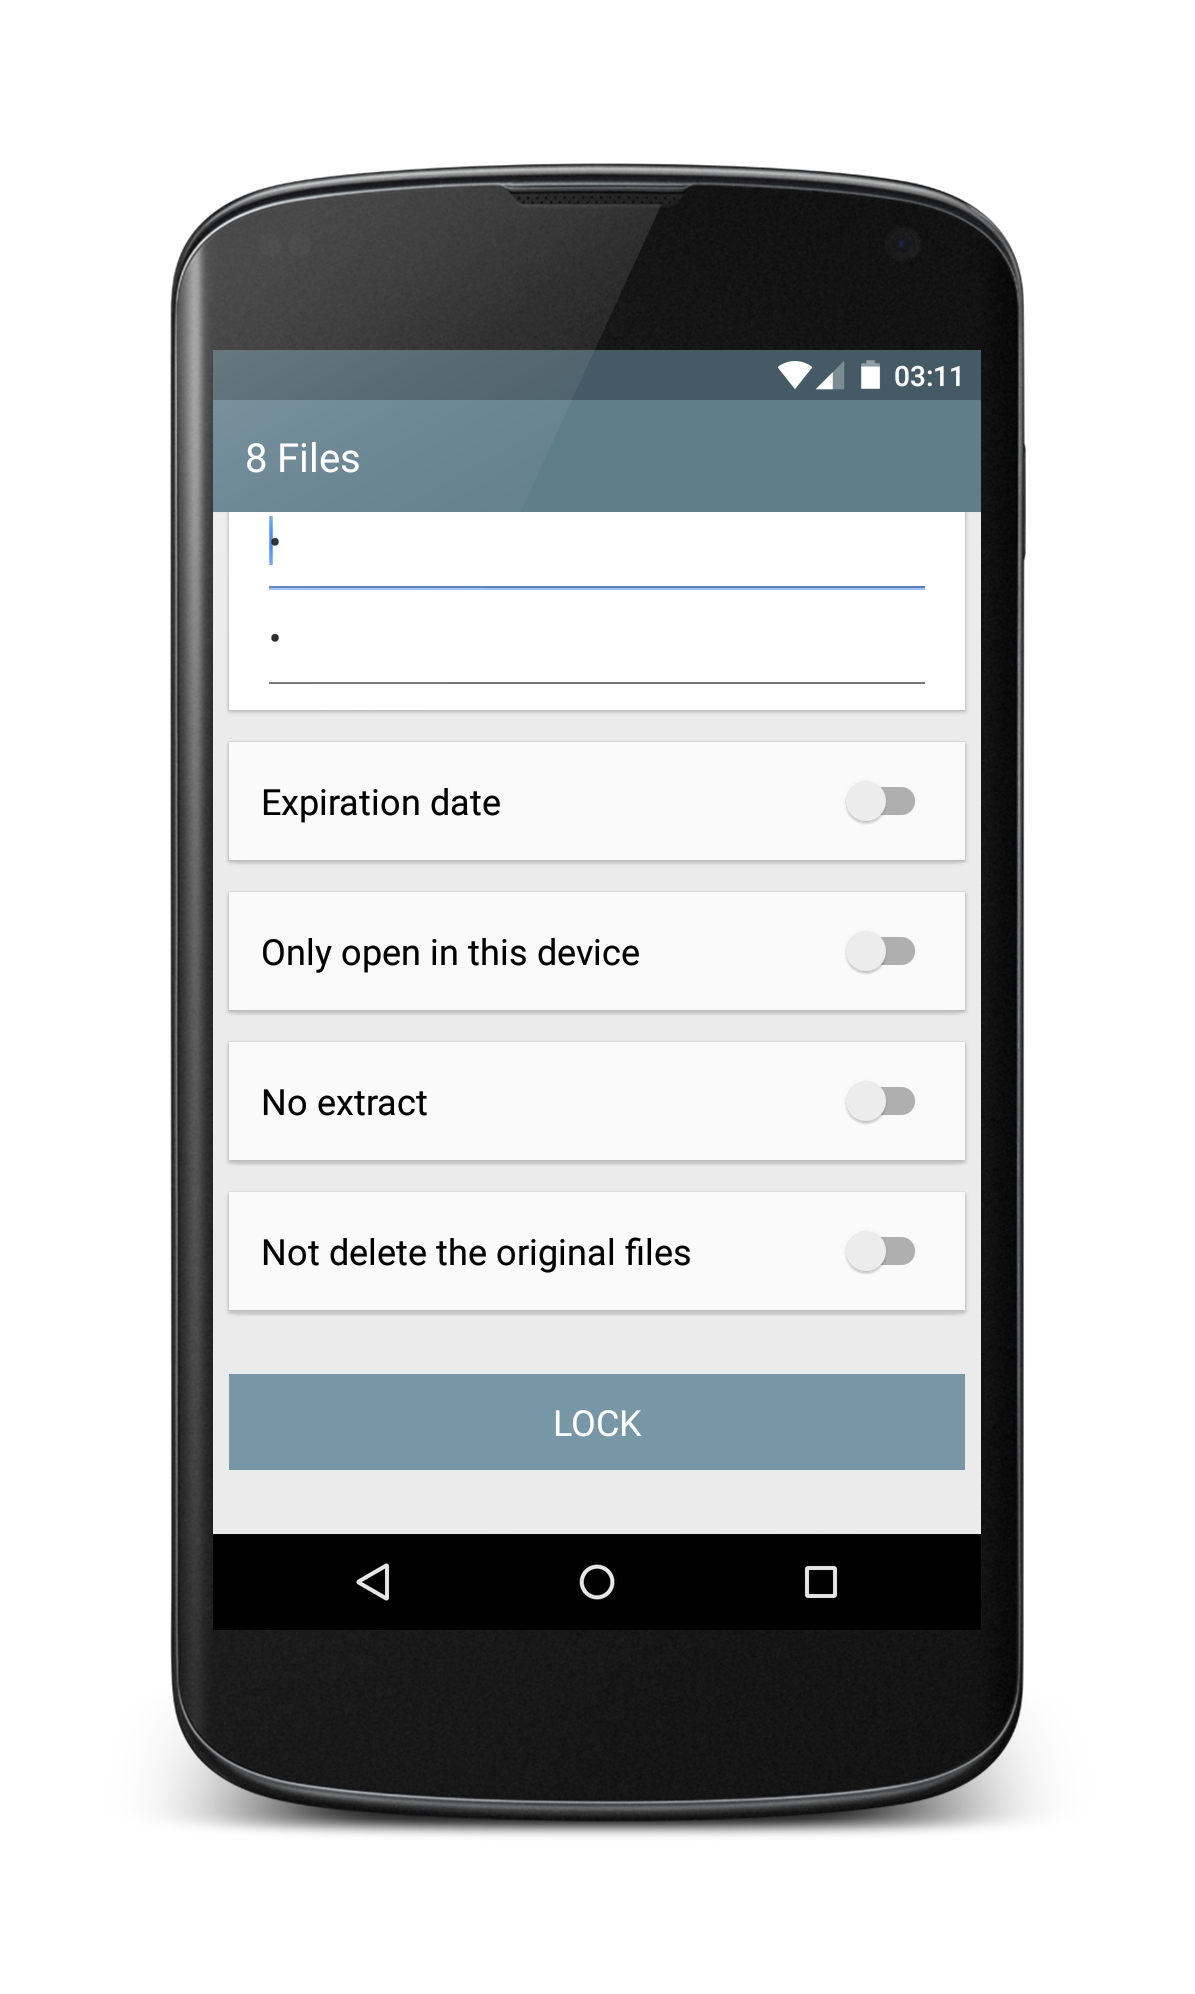 03:11
8 Files
•
•
Expiration date
Only open in this device
No extract
Not delete the original files
LOCK